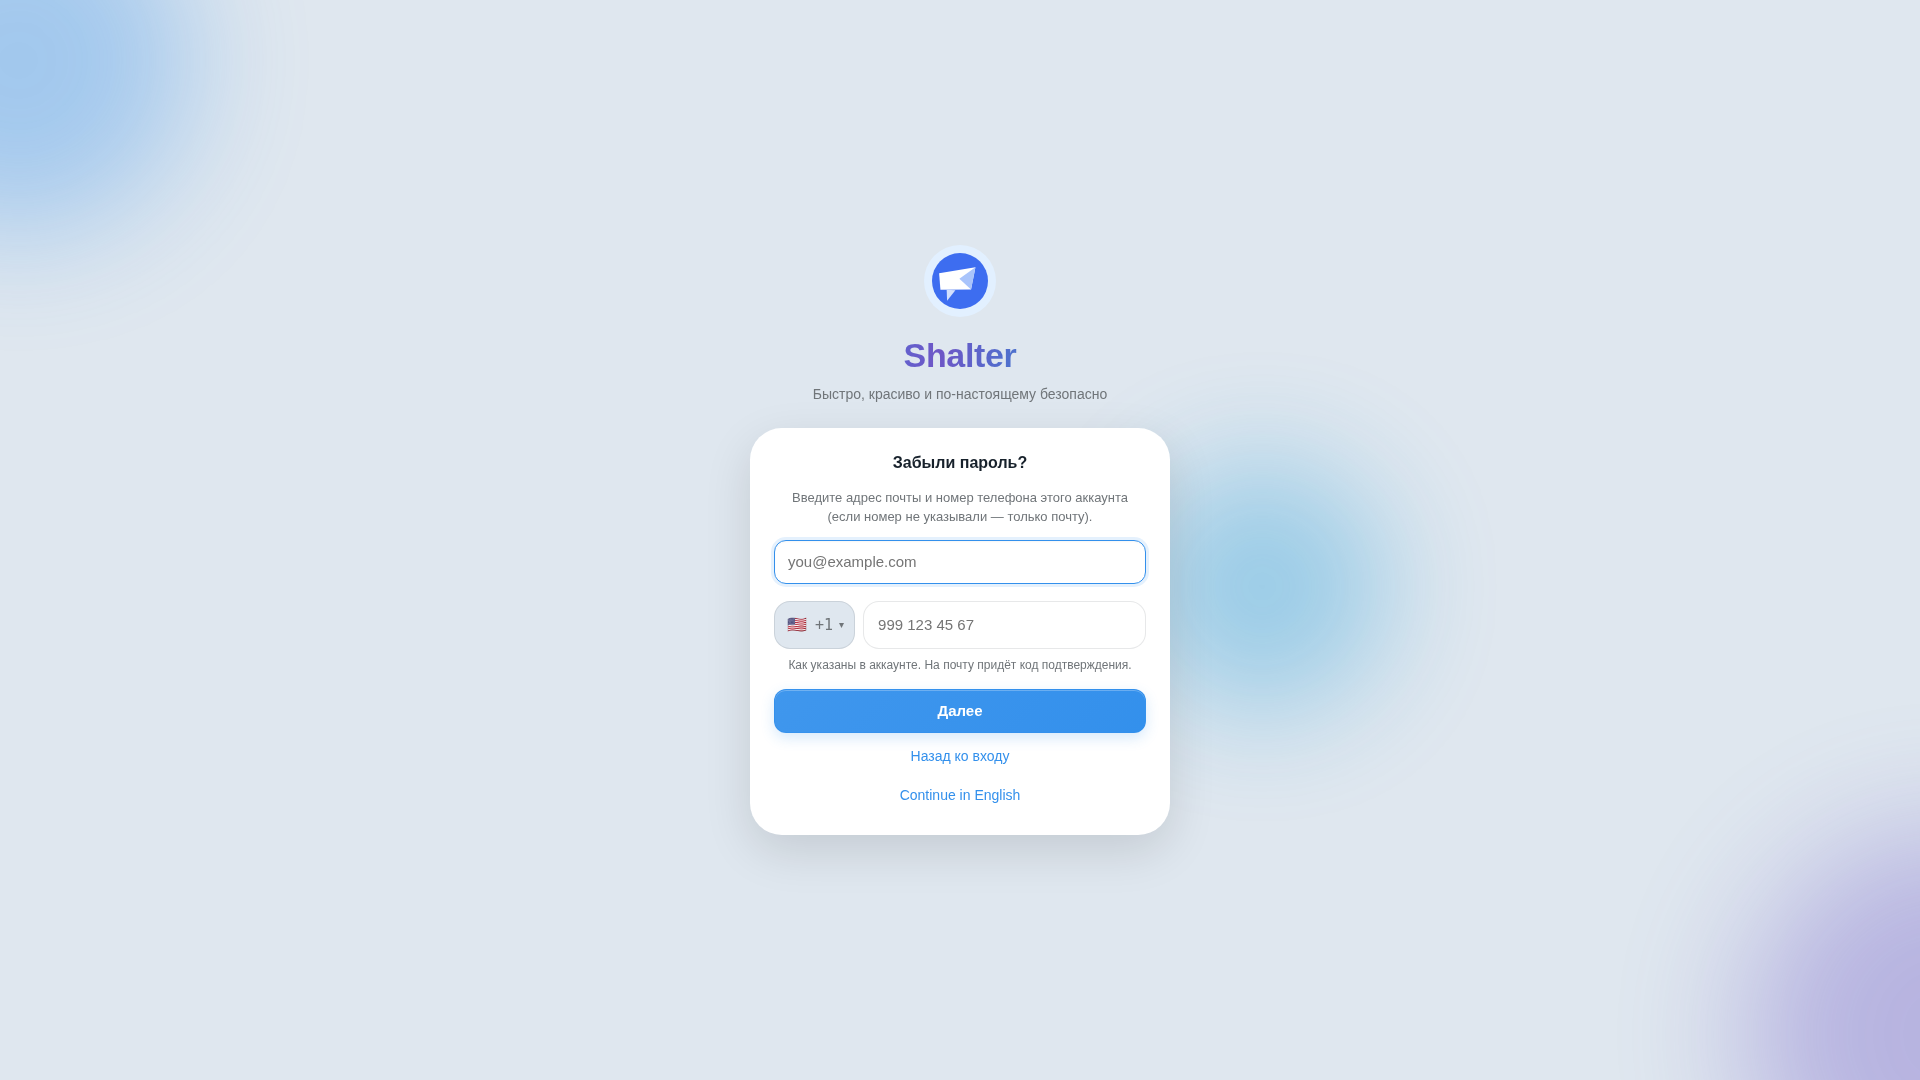 Shalter
Быстро, красиво и по-настоящему безопасно
Забыли пароль?
Введите адрес почты и номер телефона этого аккаунта
(если номер не указывали — только почту).
you@example.com
+1 ▾ 999 123 45 67
Как указаны в аккаунте. На почту придёт код подтверждения.
Далее
Назад ко входу
Continue in English